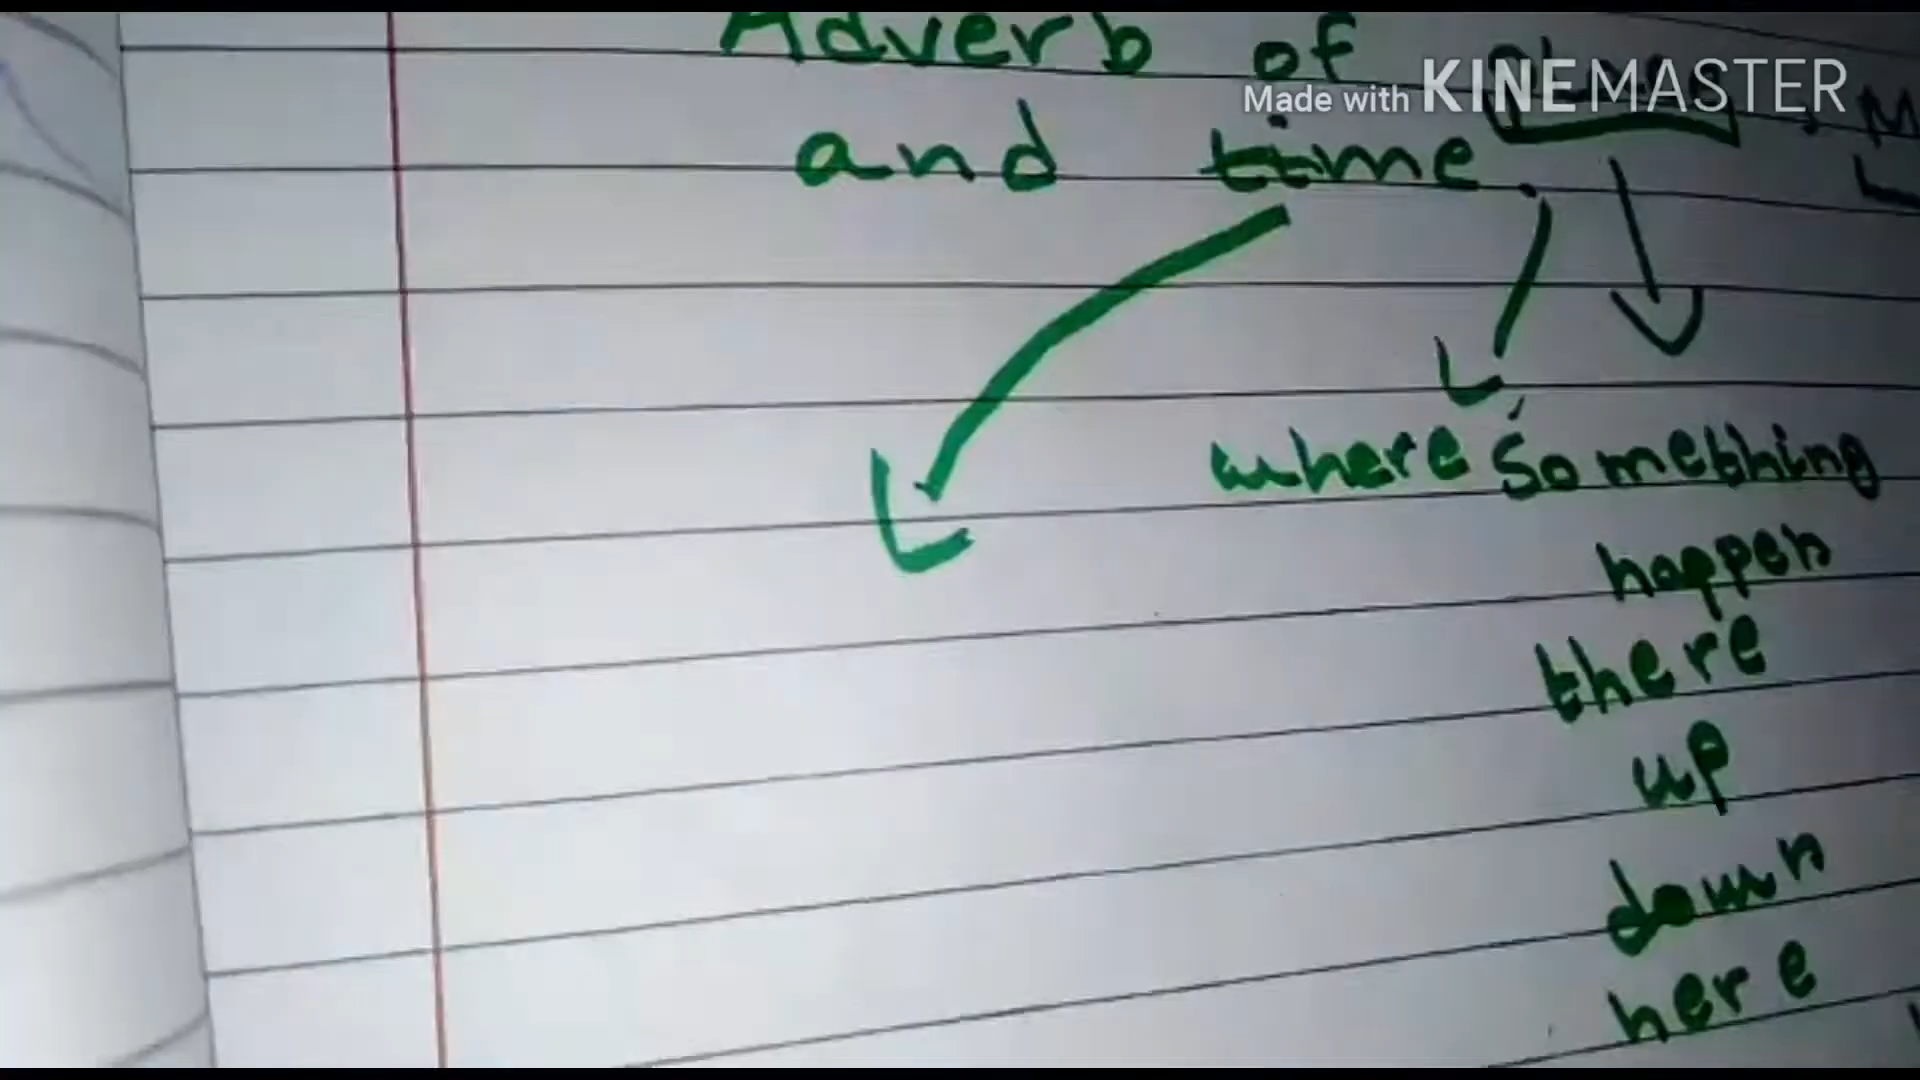 Adverb of
Made with KINEMASTER
and time.
where something
happen
there
up
down
here